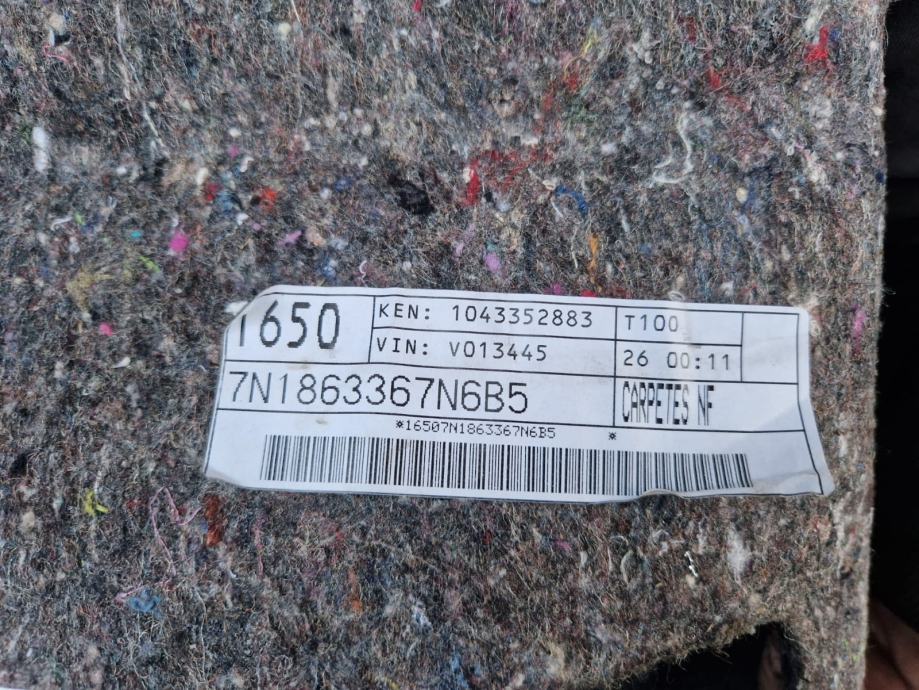 1650
KEN: 1043352883
T100
VIN: V013445
26 00:11
7N1863367N6B5
CARPETES NF
*16507N1863367N6B5 *